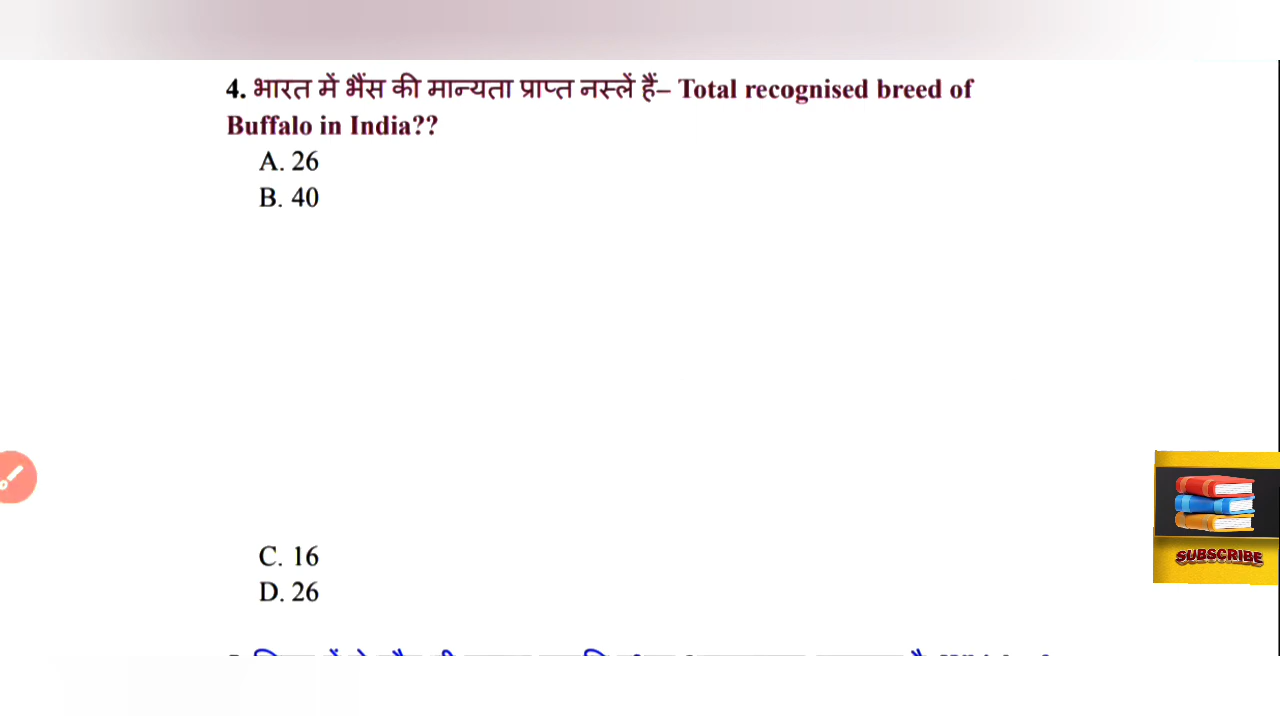 4. भारत में भैंस की मान्यता प्राप्त नस्लें हैं– Total recognised breed of
Buffalo in India??
A. 26
B. 40
C. 16
D. 26
SUBSCRIBE